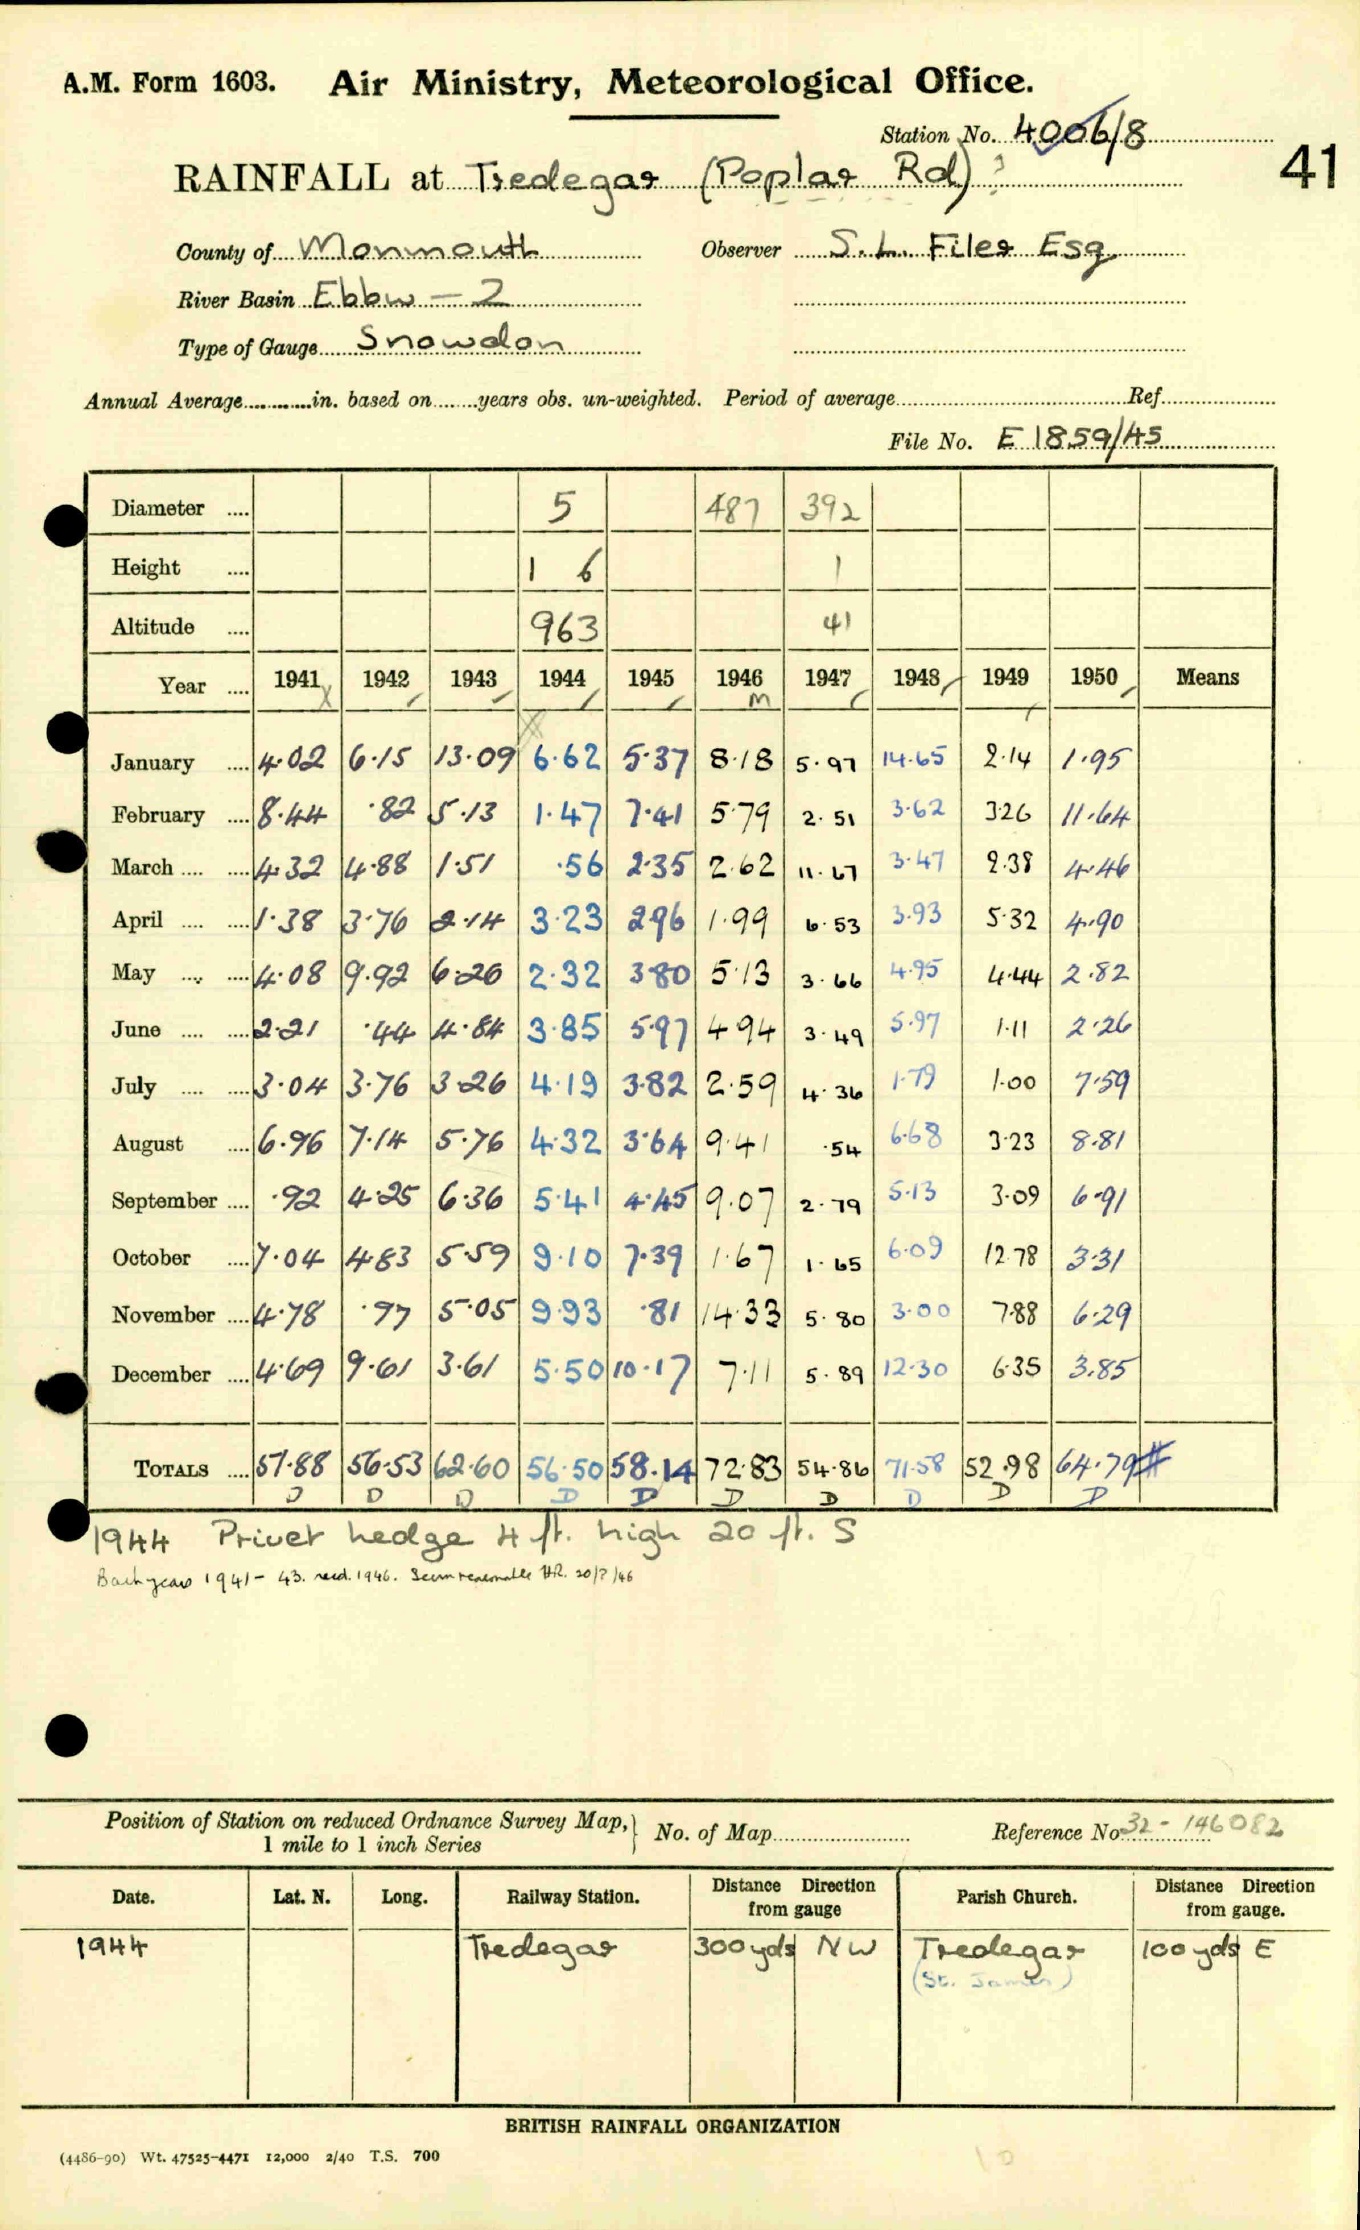 A.M. Form 1603. Air Ministry, Meteorological Office.
Station No. 4006/8
41
RAINFALL at Tredegar (Poplar Rd) ?
County of Monmouth Observer S.L. Filer Esq
River Basin Ebbw - 2
Type of Gauge Snowdon
Annual Average............in. based on........years obs. un-weighted. Period of average........Ref........
File No. E 1859/45
Diameter .... 5 487 392
Height .... 1 6 1
Altitude .... 963 41
Year .... 1941 1942 1943 1944 1945 1946 1947 1948 1949 1950 Means
M
January .... 4.02 6.15 13.09 6.62 5.37 8.18 5.97 14.65 2.14 1.95
February .... 8.44 .82 5.13 1.47 7.41 5.79 2.51 3.62 3.26 11.64
March .... .... 4.32 4.88 1.51 .56 2.35 2.62 11.67 3.47 2.38 4.46
April .... .... 1.38 3.76 2.14 3.23 2.96 1.99 6.53 3.93 5.32 4.90
May .... .... 4.08 9.92 6.26 2.32 3.80 5.13 3.66 4.95 4.44 2.82
June .... .... 2.21 .44 4.84 3.85 5.97 4.94 3.49 5.97 1.11 2.26
July .... .... 3.04 3.76 3.26 4.19 3.82 2.59 4.36 1.79 1.00 7.59
August .... 6.96 7.14 5.76 4.32 3.64 9.41 .54 6.68 3.23 8.81
September .... .92 4.25 6.36 5.41 4.45 9.07 2.79 5.13 3.09 6.91
October .... 7.04 4.83 5.59 9.10 7.39 1.67 1.65 6.09 12.78 3.31
November .... 4.78 .97 5.05 9.93 .81 14.33 5.80 3.00 7.88 6.29
December .... 4.69 9.61 3.61 5.50 10.17 7.11 5.89 12.30 6.35 3.85
TOTALS .... 51.88 56.53 62.60 56.50 58.14 72.83 54.86 71.58 52.98 64.79 #
D D D D D D D D D D
1944 Privet hedge 4 ft. high 20 ft. S
Back years 1941 - 43. recd. 1946. Seem reasonable 20/7/46
Position of Station on reduced Ordnance Survey Map, 1 mile to 1 inch Series } No. of Map........ Reference No. 32 - 146082
Date. Lat. N. Long. Railway Station. Distance Direction from gauge Parish Church. Distance Direction from gauge.
1944 Tredegar 300 yds NW Tredegar 100 yds E
(St. James)
BRITISH RAINFALL ORGANIZATION
(4486-90) Wt. 47525-4471 12,000 2/40 T.S. 700